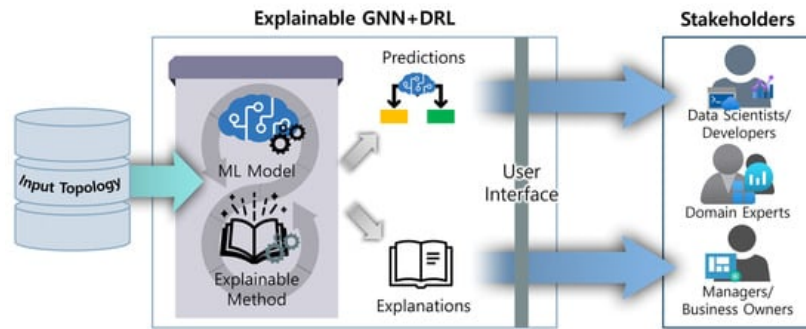 Explainable GNN+DRL
Stakeholders
Input Topology
ML Model
Explainable
Method
Predictions
Explanations
User
Interface
Data Scientists/
Developers
Domain Experts
Managers/
Business Owners